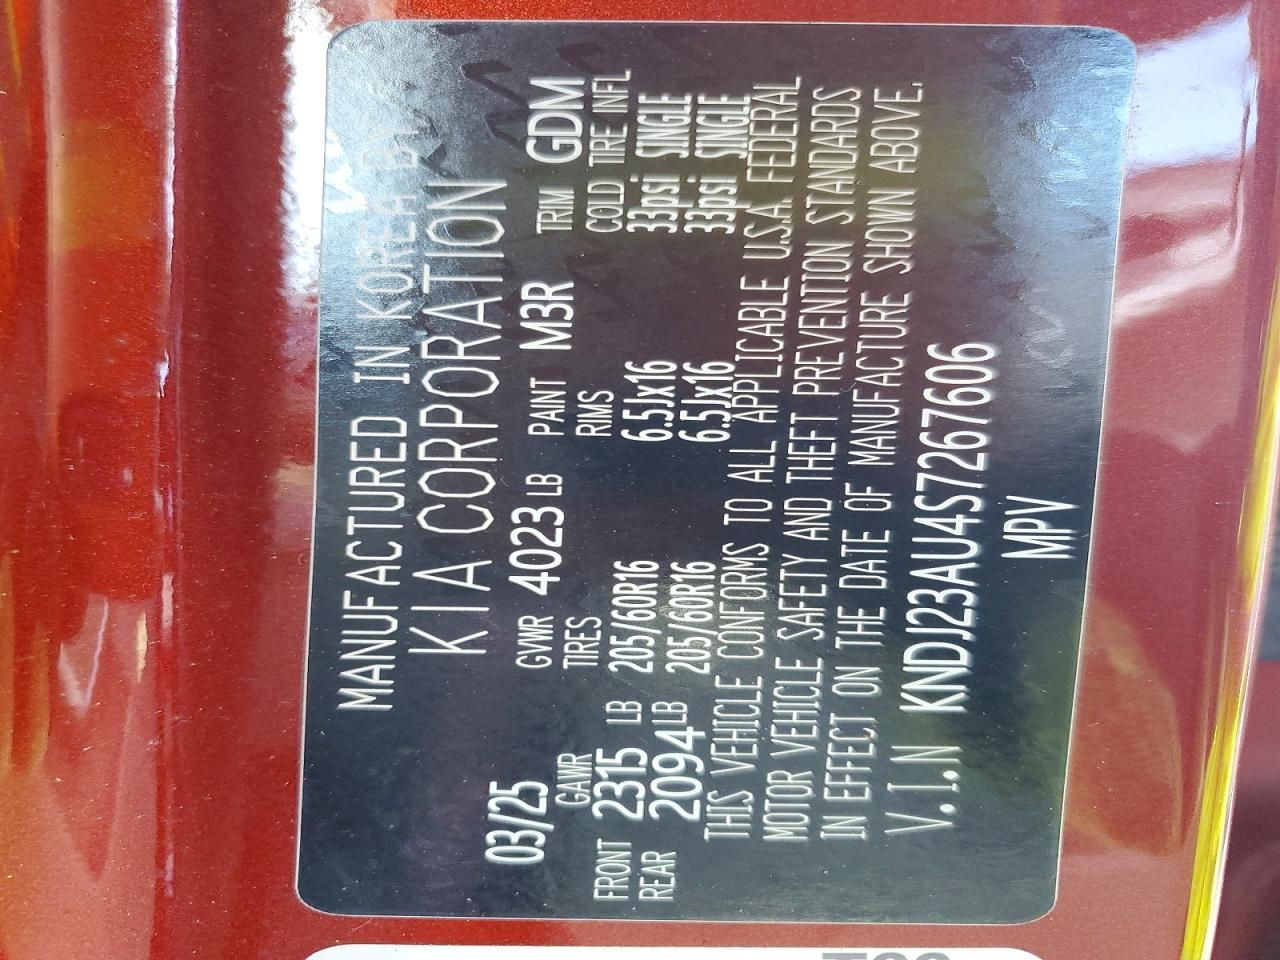 MANUFACTURED IN KOREA BY
KIA CORPORATION
03/25 GVWR 4023 LB PAINT M3R TRIM GDM
GAWR TIRES RIMS COLD TIRE INFL
FRONT 2315 LB 205/60R16 6.5Jx16 33psi SINGLE
REAR 2094 LB 205/60R16 6.5Jx16 33psi SINGLE
THIS VEHICLE CONFORMS TO ALL APPLICABLE U.S.A. FEDERAL
MOTOR VEHICLE SAFETY AND THEFT PREVENTION STANDARDS
IN EFFECT ON THE DATE OF MANUFACTURE SHOWN ABOVE.
V.I.N KNDJ23AU4S7267606
MPV